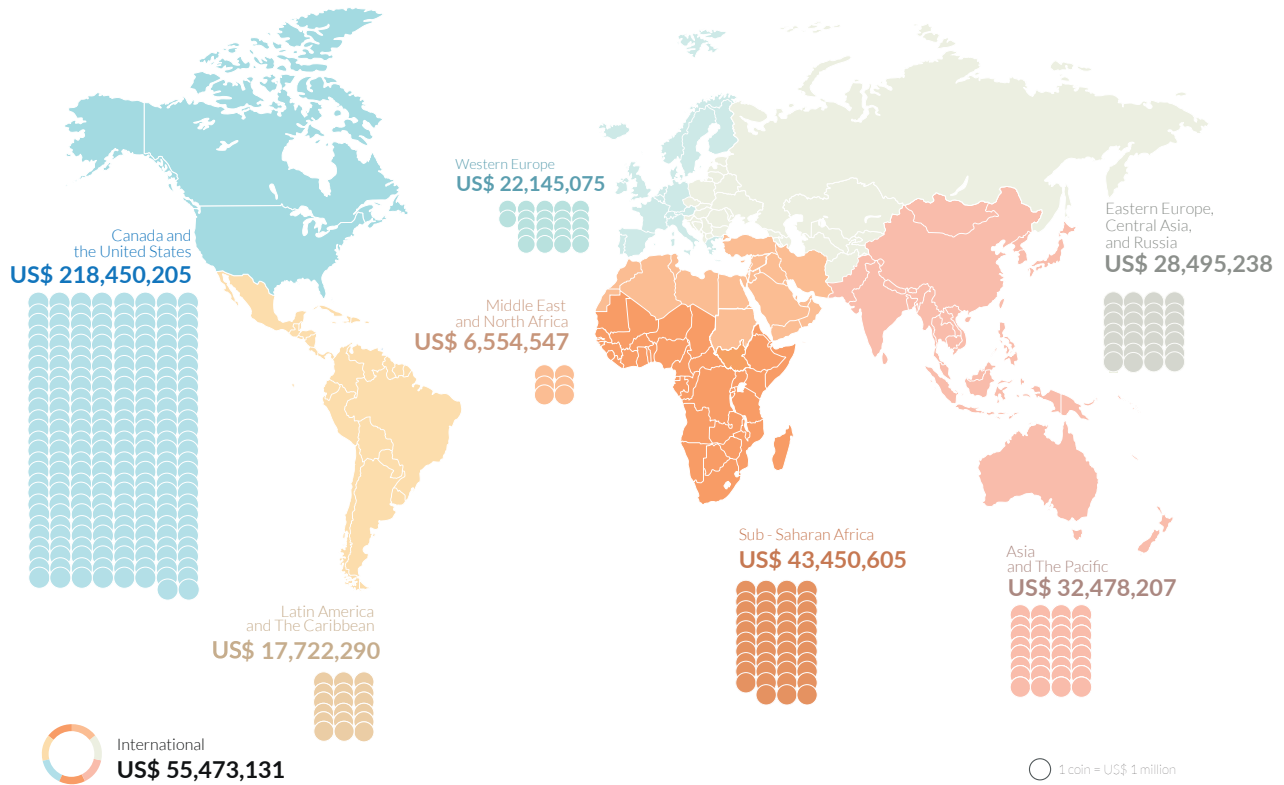 Western Europe
US$ 22,145,075
Canada and
the United States
US$ 218,450,205
Eastern Europe,
Central Asia,
and Russia
US$ 28,495,238
Middle East
and North Africa
US$ 6,554,547
Sub - Saharan Africa
US$ 43,450,605
Asia
and The Pacific
US$ 32,478,207
Latin America
and The Caribbean
US$ 17,722,290
International
US$ 55,473,131
1 coin = US$ 1 million